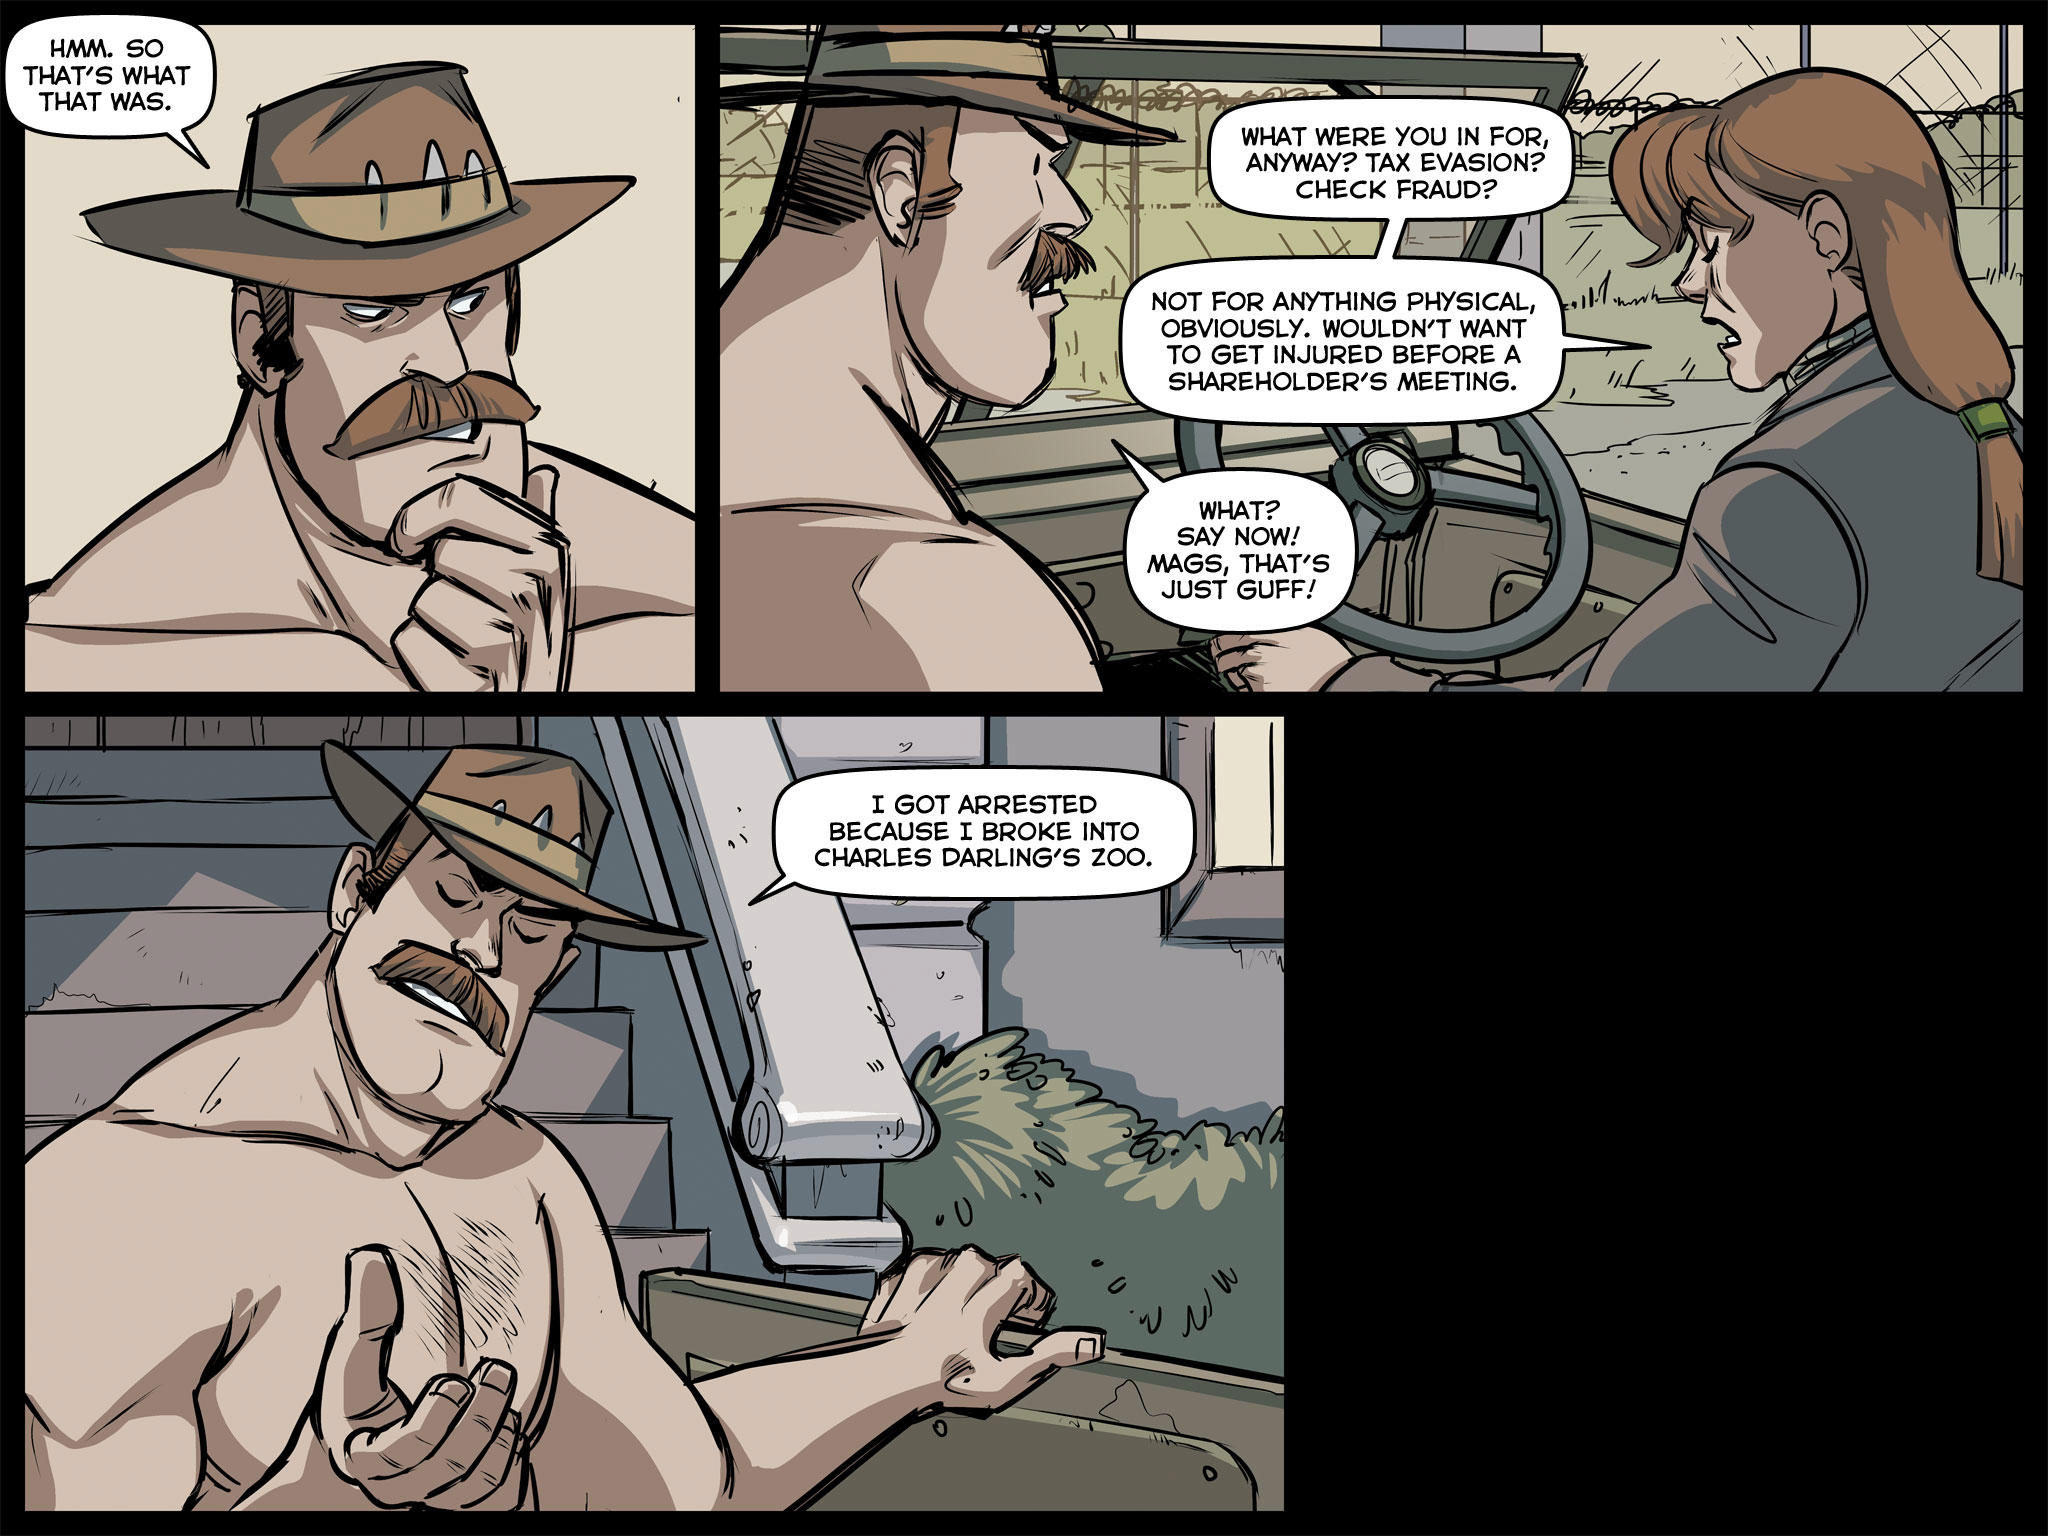 HMM. SO
THAT'S WHAT
THAT WAS.
WHAT WERE YOU IN FOR,
ANYWAY? TAX EVASION?
CHECK FRAUD?
NOT FOR ANYTHING PHYSICAL,
OBVIOUSLY. WOULDN'T WANT
TO GET INJURED BEFORE A
SHAREHOLDER'S MEETING.
WHAT?
SAY NOW!
MAGS, THAT'S
JUST GUFF!
I GOT ARRESTED
BECAUSE I BROKE INTO
CHARLES DARLING'S ZOO.